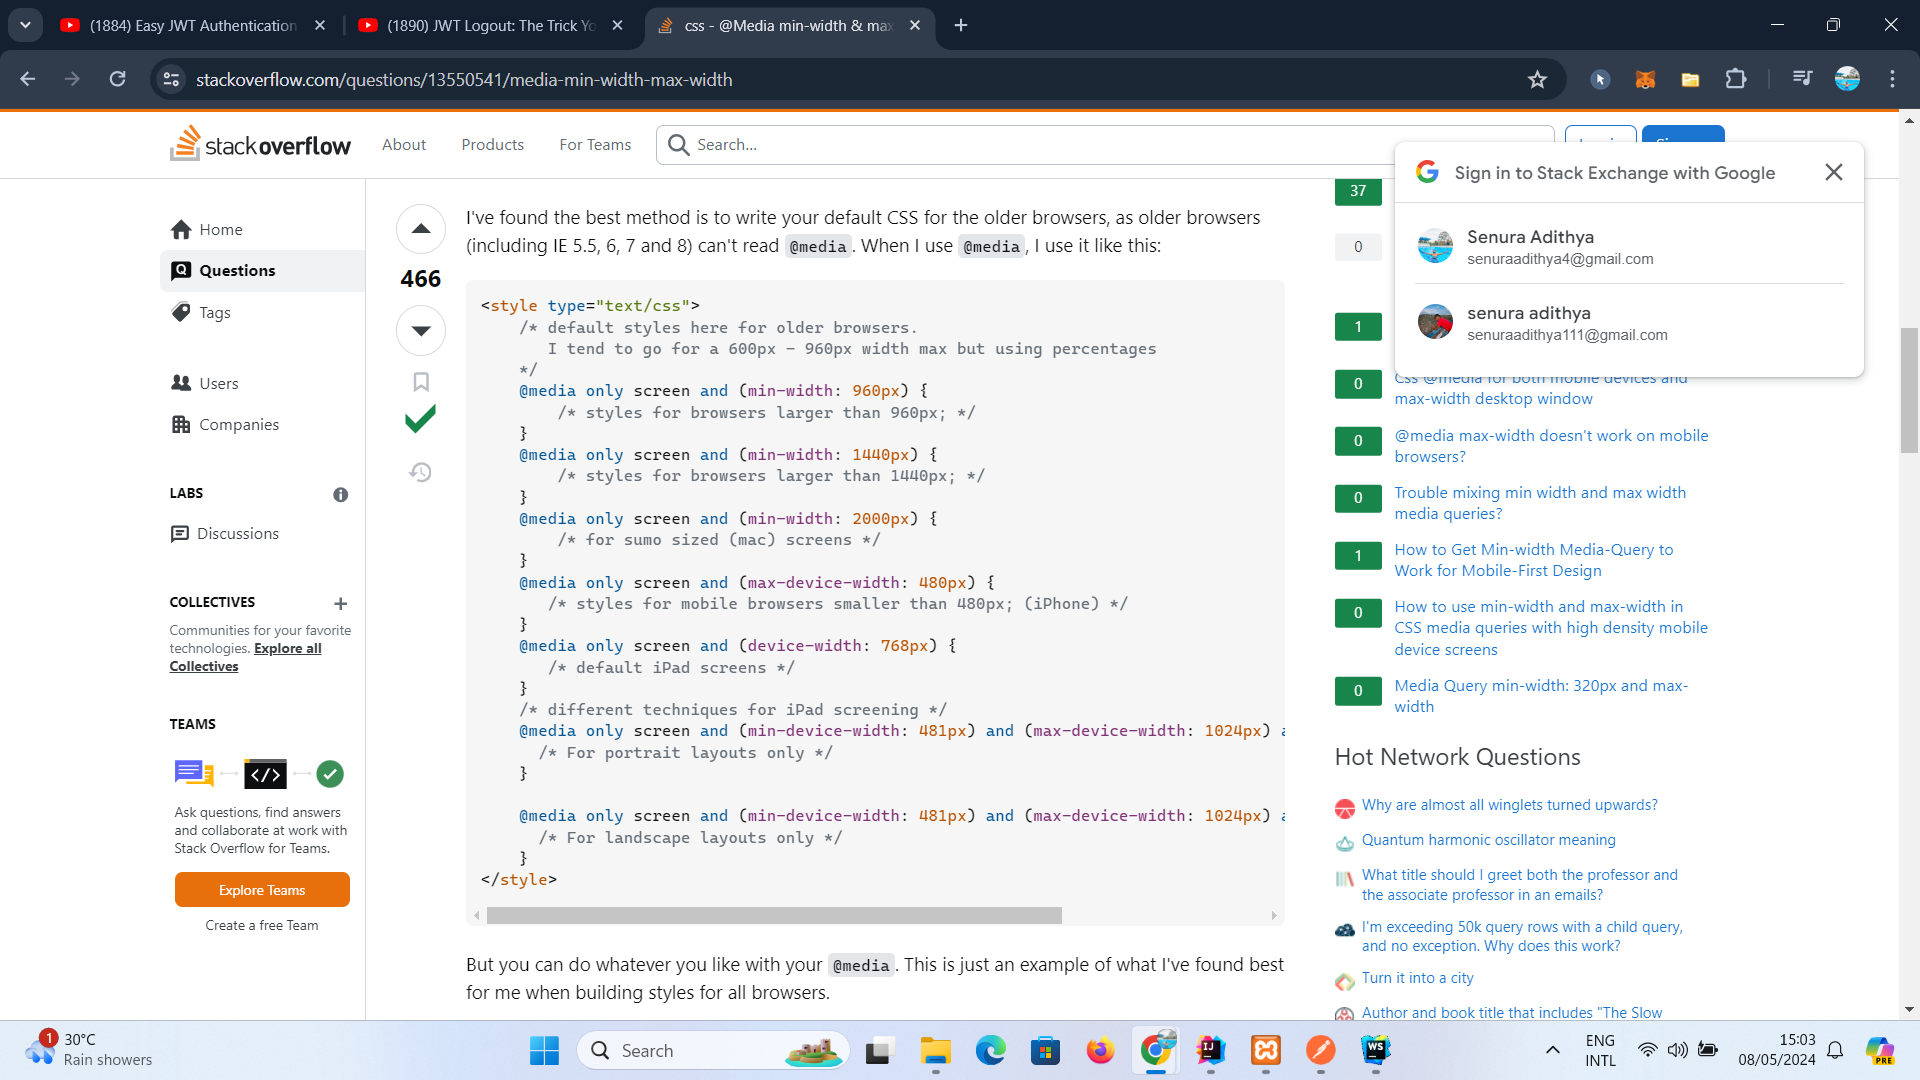 (1884) Easy JWT Authentication
(1890) JWT Logout: The Trick Yo
css - @Media min-width & max
stackoverflow.com/questions/13550541/media-min-width-max-width
stackoverflow
About
Products
For Teams
Search...
Sign in to Stack Exchange with Google
Senura Adithya
senuraadithya4@gmail.com
senura adithya
senuraadithya111@gmail.com
Home
Questions
Tags
Users
Companies
LABS
Discussions
COLLECTIVES
Communities for your favorite
technologies. Explore all
Collectives
TEAMS
Ask questions, find answers
and collaborate at work with
Stack Overflow for Teams.
Explore Teams
Create a free Team
466
I've found the best method is to write your default CSS for the older browsers, as older browsers
(including IE 5.5, 6, 7 and 8) can't read @media. When I use @media, I use it like this:
<style type="text/css">
/* default styles here for older browsers.
I tend to go for a 600px - 960px width max but using percentages
*/
@media only screen and (min-width: 960px) {
/* styles for browsers larger than 960px; */
}
@media only screen and (min-width: 1440px) {
/* styles for browsers larger than 1440px; */
}
@media only screen and (min-width: 2000px) {
/* for sumo sized (mac) screens */
}
@media only screen and (max-device-width: 480px) {
/* styles for mobile browsers smaller than 480px; (iPhone) */
}
@media only screen and (device-width: 768px) {
/* default iPad screens */
}
/* different techniques for iPad screening */
@media only screen and (min-device-width: 481px) and (max-device-width: 1024px) a
/* For portrait layouts only */
}
@media only screen and (min-device-width: 481px) and (max-device-width: 1024px) a
/* For landscape layouts only */
}
</style>
But you can do whatever you like with your @media. This is just an example of what I've found best
for me when building styles for all browsers.
37
0
1
0
Css @media for both mobile devices and
max-width desktop window
0
@media max-width doesn't work on mobile
browsers?
0
Trouble mixing min width and max width
media queries?
1
How to Get Min-width Media-Query to
Work for Mobile-First Design
0
How to use min-width and max-width in
CSS media queries with high density mobile
device screens
0
Media Query min-width: 320px and max-
width
Hot Network Questions
Why are almost all winglets turned upwards?
Quantum harmonic oscillator meaning
What title should I greet both the professor and
the associate professor in an emails?
I'm exceeding 50k query rows with a child query,
and no exception. Why does this work?
Turn it into a city
Author and book title that includes "The Slow
1
30°C
Rain showers
Search
ENG
INTL
15:03
08/05/2024
PRE